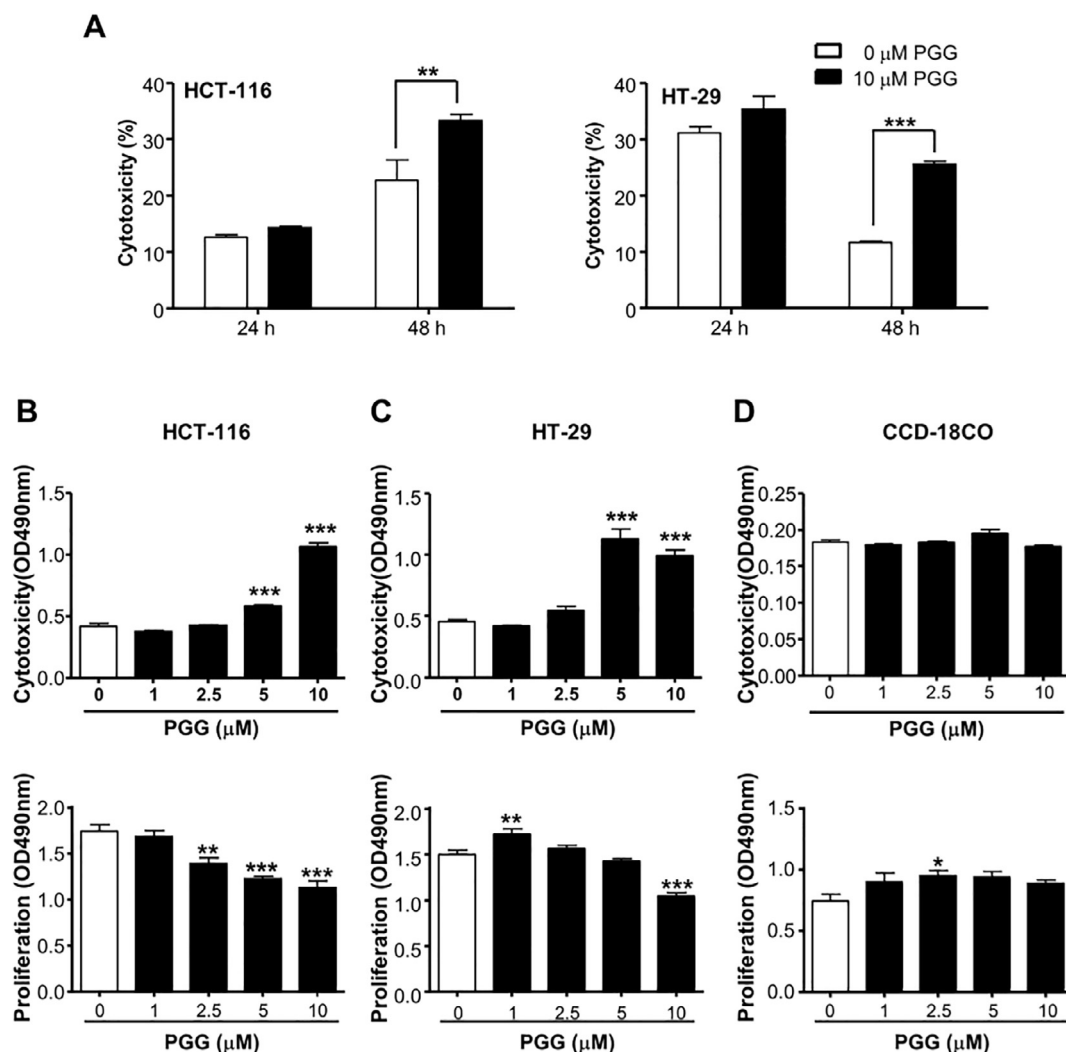 A
0 μM PGG
10 μM PGG
HCT-116
**
Cytotoxicity (%)
40
30
20
10
0
24 h
48 h
HT-29
***
Cytotoxicity (%)
40
30
20
10
0
24 h
48 h
B
HCT-116
Cytotoxicity(OD490nm)
1.5
1.0
0.5
0.0
***
***
0 1 2.5 5 10
PGG (μM)
C
HT-29
Cytotoxicity(OD490nm)
1.5
1.0
0.5
0.0
***
***
0 1 2.5 5 10
PGG (μM)
D
CCD-18CO
Cytotoxicity(OD490nm)
0.25
0.20
0.15
0.10
0.05
0.00
0 1 2.5 5 10
PGG (μM)
Proliferation (OD490nm)
2.0
1.5
1.0
0.5
0.0
**
***
***
0 1 2.5 5 10
PGG (μM)
Proliferation (OD490nm)
2.0
1.5
1.0
0.5
0.0
**
***
0 1 2.5 5 10
PGG (μM)
Proliferation (OD490nm)
1.5
1.0
0.5
0.0
*
0 1 2.5 5 10
PGG (μM)